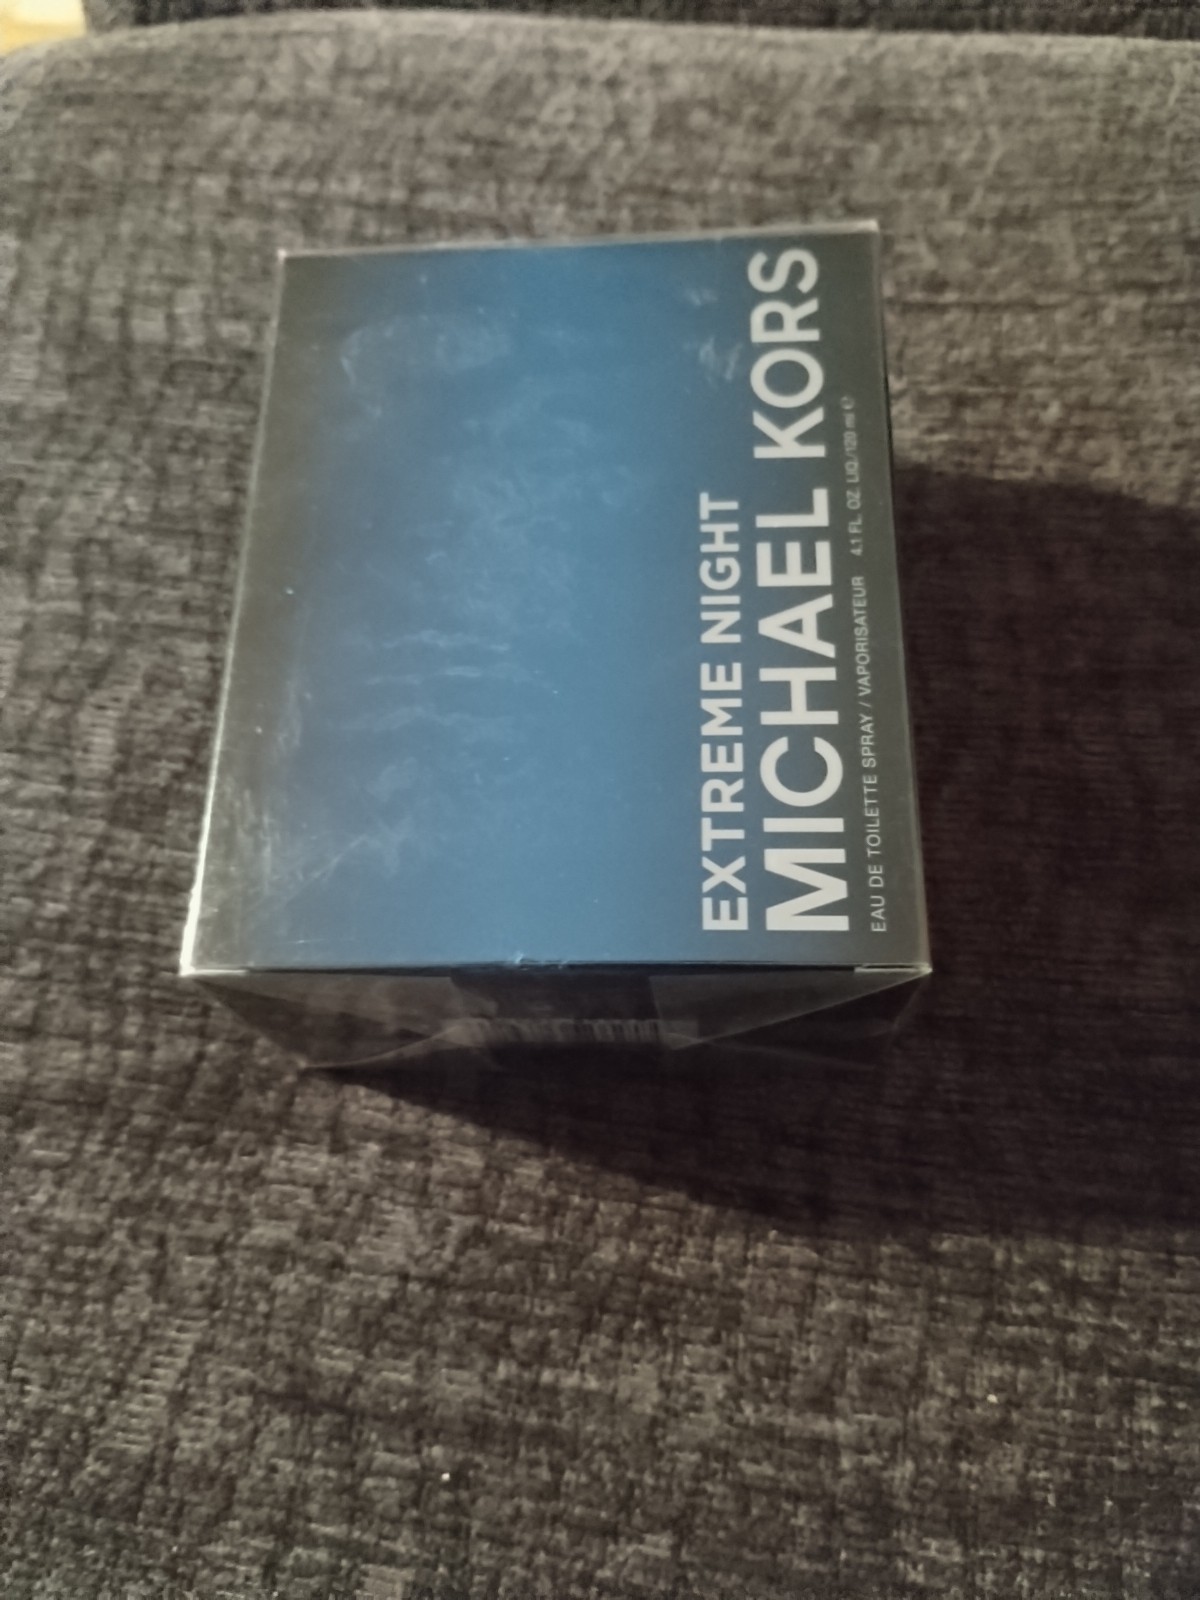 EXTREME NIGHT
MICHAEL KORS
EAU DE TOILETTE SPRAY / VAPORISATEUR 4.1 FL. OZ. LIQ./120 ml ℮